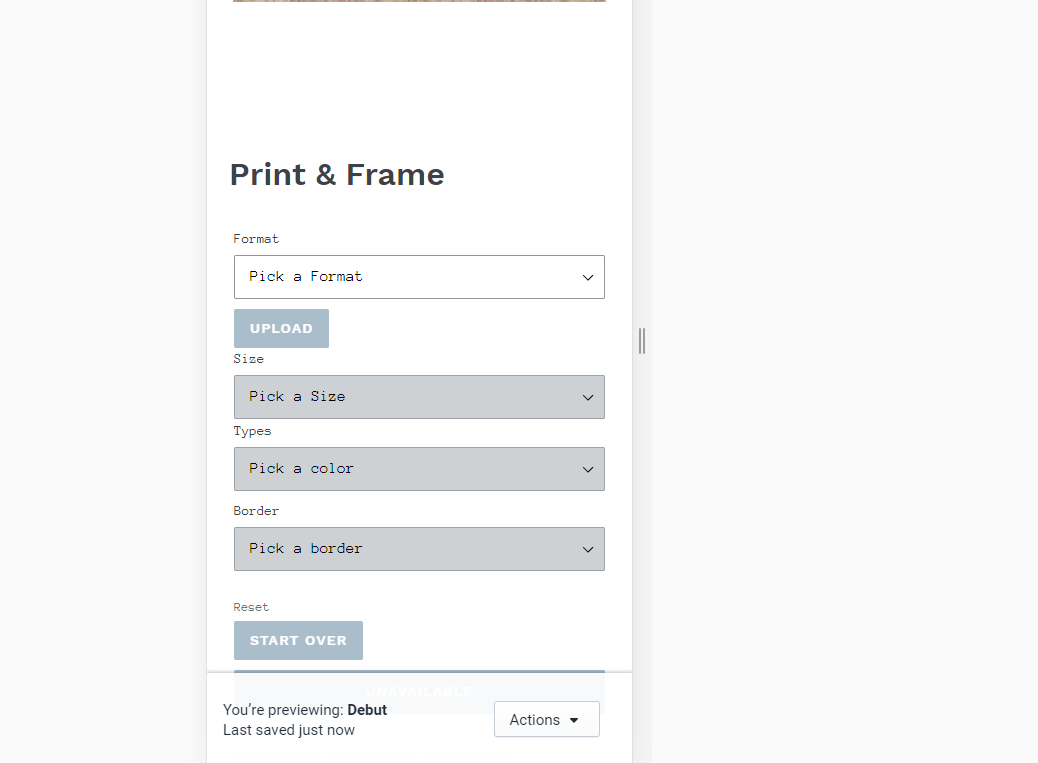 Print & Frame
Format
Pick a Format
UPLOAD
Size
Pick a Size
Types
Pick a color
Border
Pick a border
Reset
START OVER
UNAVAILABLE
You're previewing: Debut
Last saved just now
Actions